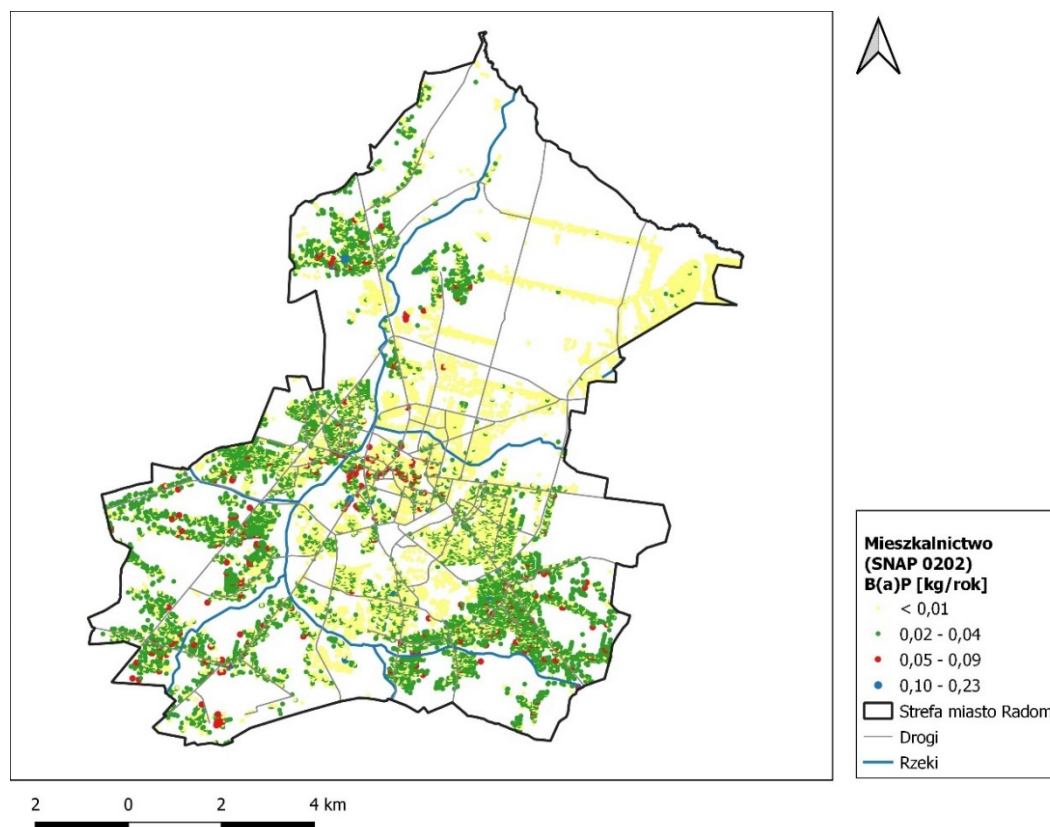 Mieszkalnictwo
(SNAP 0202)
B(a)P [kg/rok]
< 0,01
0,02 - 0,04
0,05 - 0,09
0,10 - 0,23
Strefa miasto Radom
Drogi
Rzeki
2 0 2 4 km